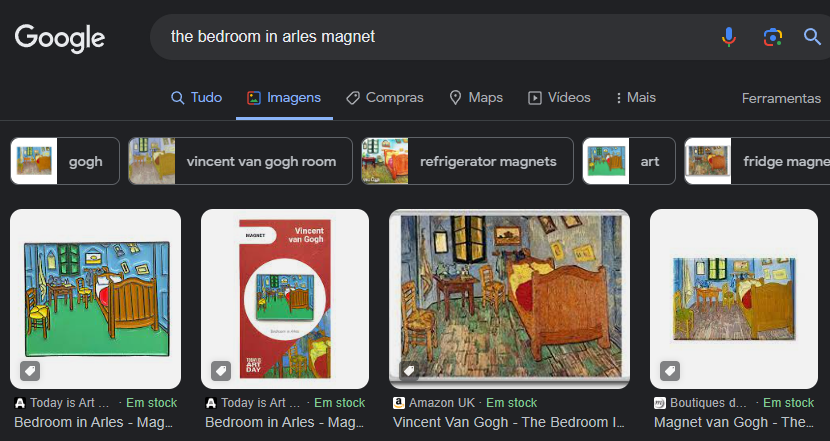 Google
the bedroom in arles magnet
Tudo Imagens Compras Maps Vídeos Mais Ferramentas
gogh vincent van gogh room refrigerator magnets art fridge magne
MAGNET Vincent van Gogh
Bedroom in Arles
TODAY IS ART DAY
Today is Art ... · Em stock Today is Art ... · Em stock Amazon UK · Em stock Boutiques d... · Em stock
Bedroom in Arles - Mag... Bedroom in Arles - Mag... Vincent Van Gogh - The Bedroom I... Magnet van Gogh - The...